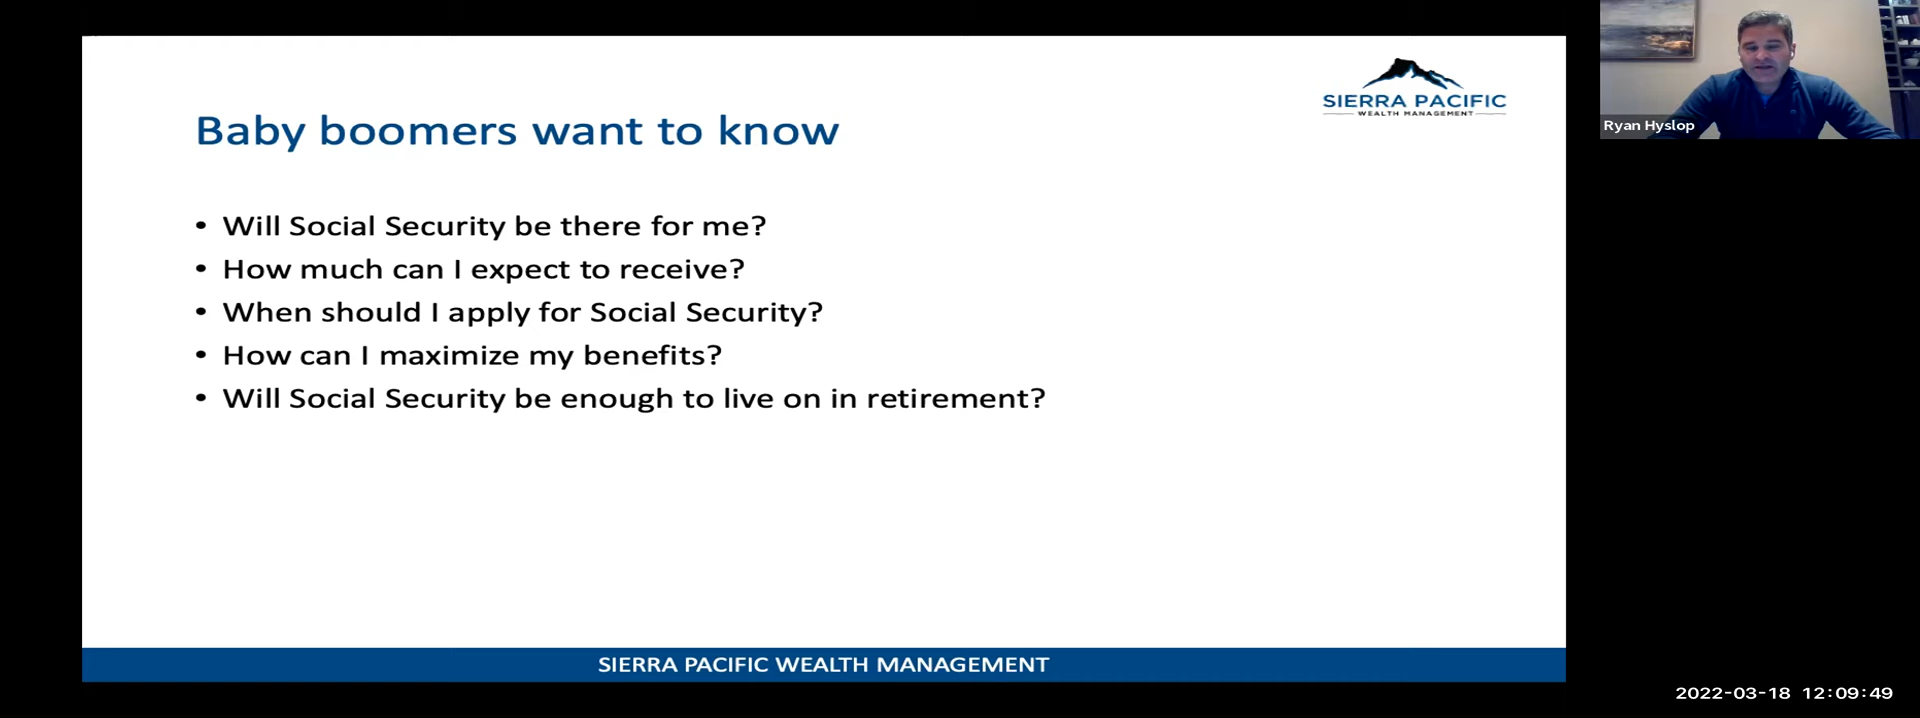 SIERRA PACIFIC
WEALTH MANAGEMENT
Baby boomers want to know
• Will Social Security be there for me?
• How much can I expect to receive?
• When should I apply for Social Security?
• How can I maximize my benefits?
• Will Social Security be enough to live on in retirement?
SIERRA PACIFIC WEALTH MANAGEMENT
Ryan Hyslop
2022-03-18 12:09:49